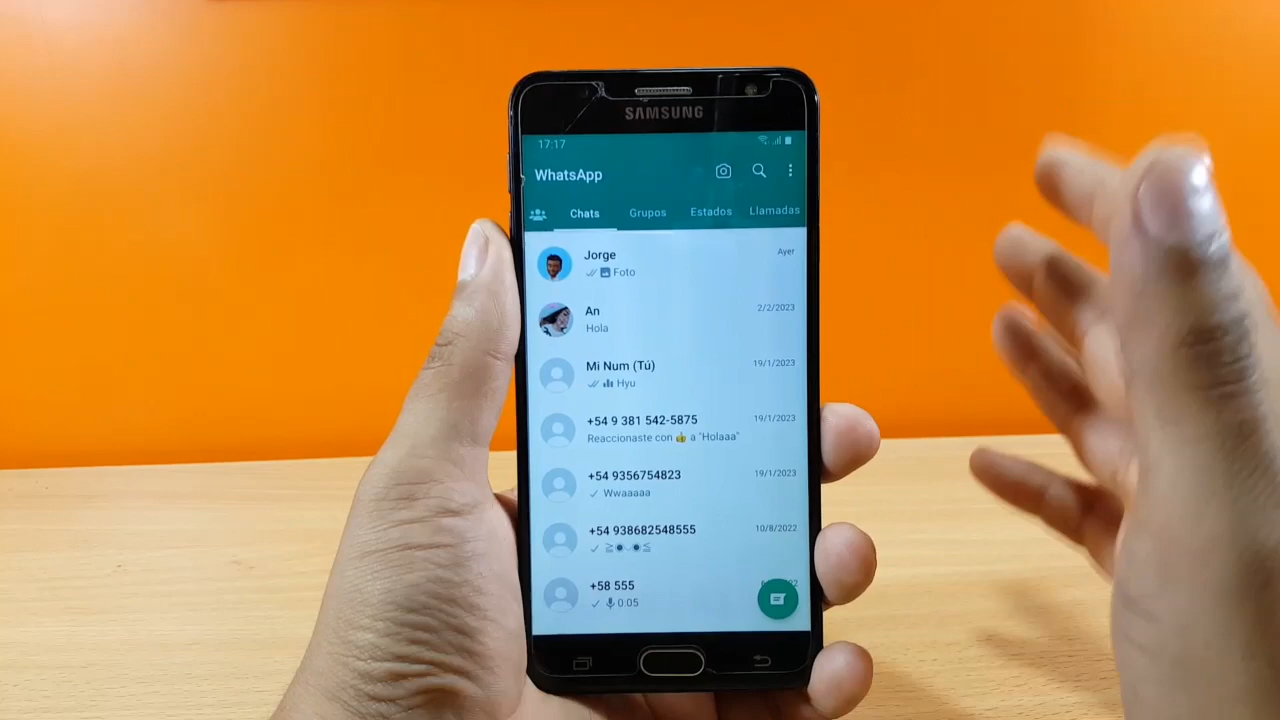 SAMSUNG
17:17
WhatsApp
Chats Grupos Estados Llamadas
Jorge Ayer
Foto
An 2/2/2023
Hola
Mi Num (Tú) 19/1/2023
Hyu
+54 9 381 542-5875 19/1/2023
Reaccionaste con 👍 a "Holaaa"
+54 9356754823 19/1/2023
Wwaaaaa
+54 938682548555 10/8/2022
≧◉◡◉≦
+58 555
0:05